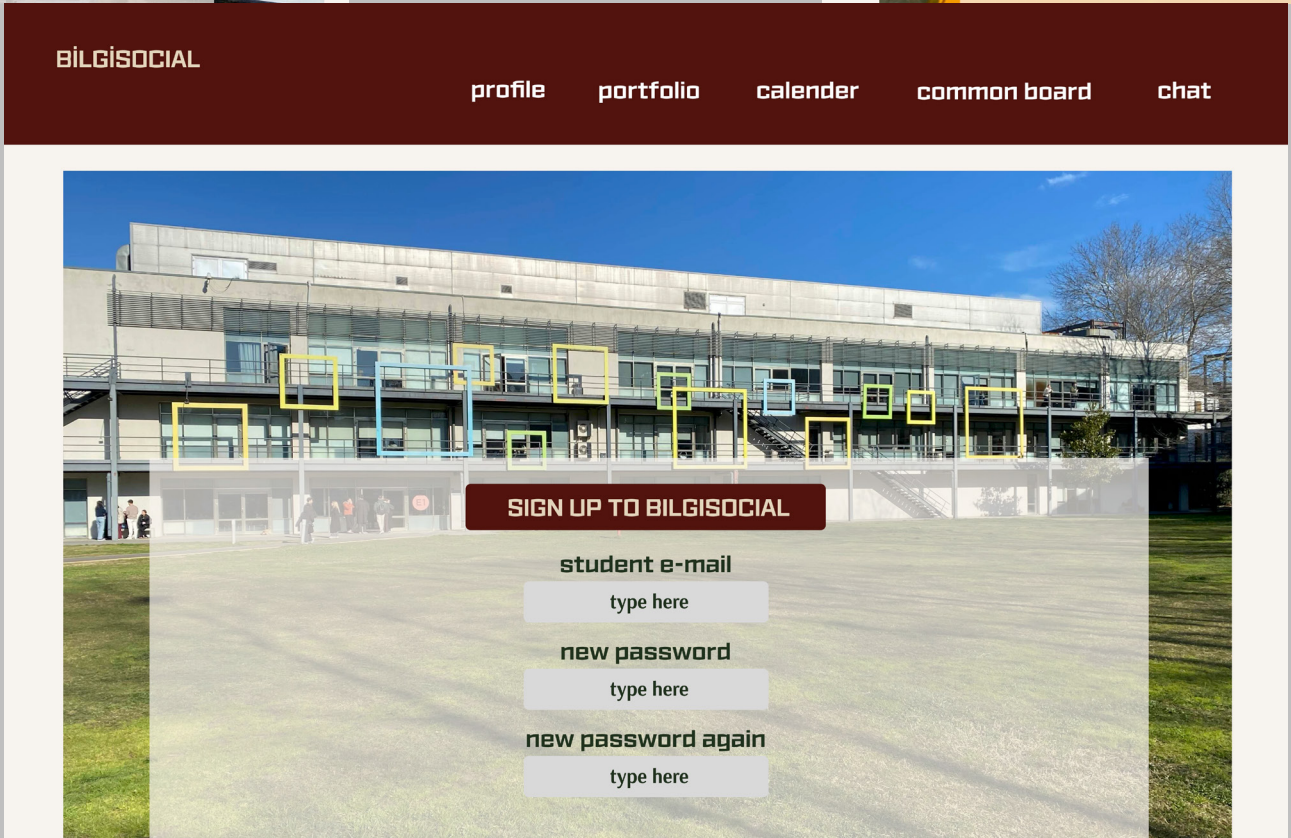 BİLGİSOCIAL
profile portfolio calender common board chat
SIGN UP TO BILGISOCIAL
student e-mail
type here
new password
type here
new password again
type here